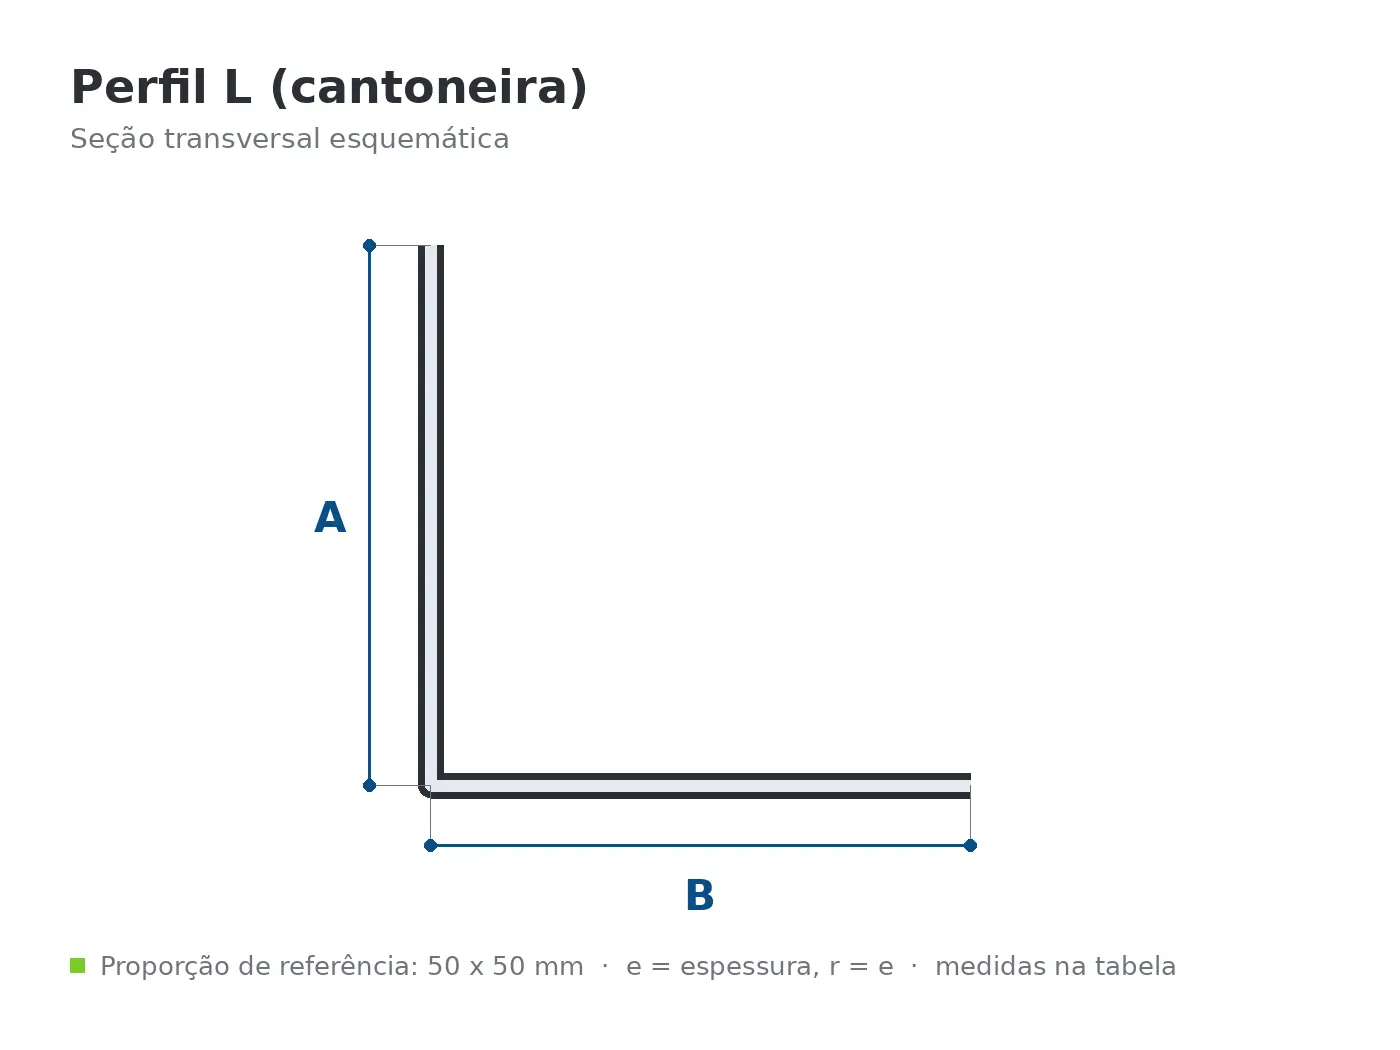 Perfil L (cantoneira)
Seção transversal esquemática
A
B
Proporção de referência: 50 x 50 mm · e = espessura, r = e · medidas na tabela